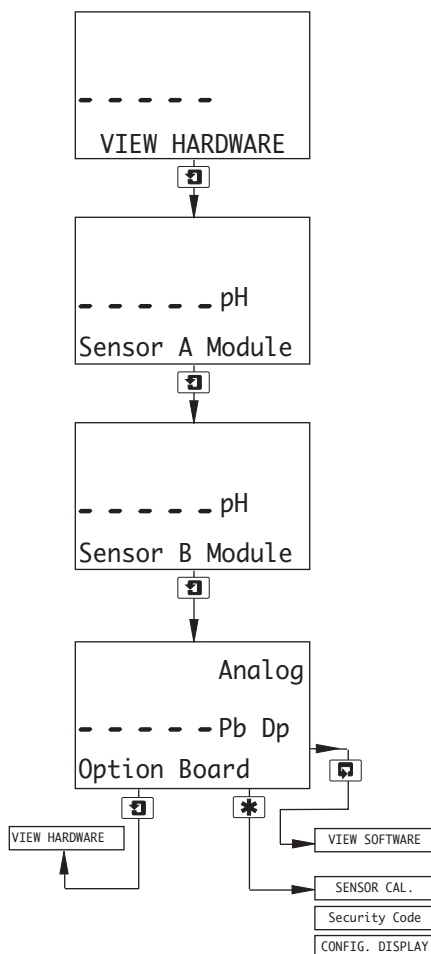 - - - - -
VIEW HARDWARE
- - - - - pH
Sensor A Module
- - - - - pH
Sensor B Module
Analog
- - - - - Pb Dp
Option Board
VIEW HARDWARE
VIEW SOFTWARE
SENSOR CAL.
Security Code
CONFIG. DISPLAY